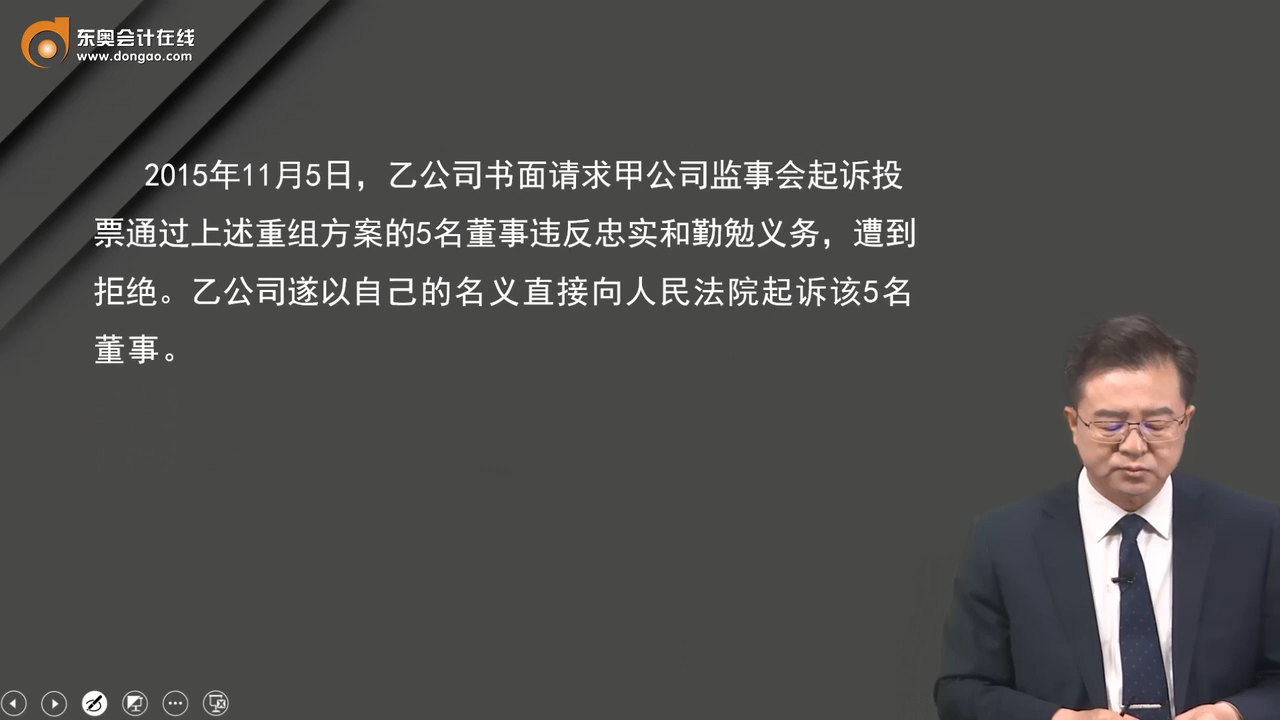 东奥会计在线
www.dongao.com
2015年11月5日，乙公司书面请求甲公司监事会起诉投
票通过上述重组方案的5名董事违反忠实和勤勉义务，遭到
拒绝。乙公司遂以自己的名义直接向人民法院起诉该5名
董事。